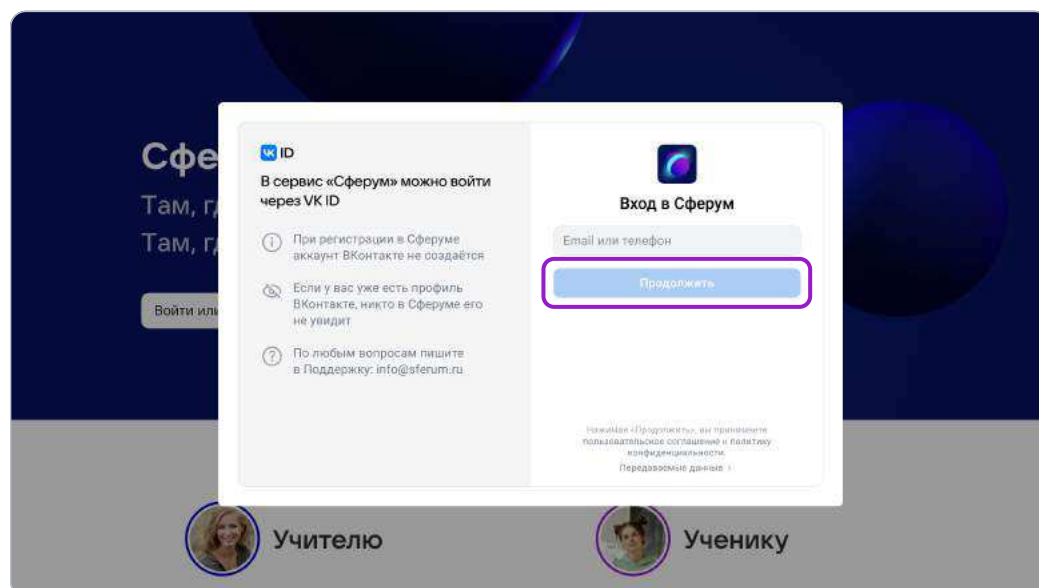 Сфе
Там, г
Там, г
Войти или
VK ID
В сервис «Сферум» можно войти
через VK ID
При регистрации в Сферуме
аккаунт ВКонтакте не создаётся
Если у вас уже есть профиль
ВКонтакте, никто в Сферуме его
не увидит
По любым вопросам пишите
в Поддержку: info@sferum.ru
Вход в Сферум
Email или телефон
Продолжить
Нажимая «Продолжить», вы принимаете
пользовательское соглашение и политику
конфиденциальности.
Передаваемые данные ›
Учителю
Ученику